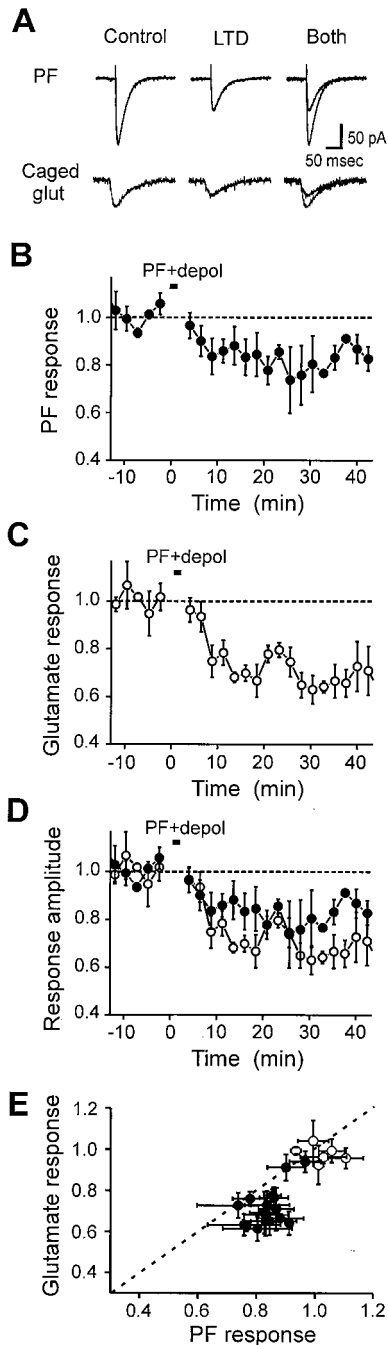 A
Control LTD Both
PF
50 pA
50 msec
Caged
glut
B
PF+depol
PF response
1.0
0.8
0.6
0.4
-10 0 10 20 30 40
Time (min)
C
PF+depol
Glutamate response
1.0
0.8
0.6
0.4
-10 0 10 20 30 40
Time (min)
D
PF+depol
Response amplitude
1.0
0.8
0.6
0.4
-10 0 10 20 30 40
Time (min)
E
Glutamate response
1.2
1.0
0.8
0.6
0.4
0.4 0.6 0.8 1.0 1.2
PF response